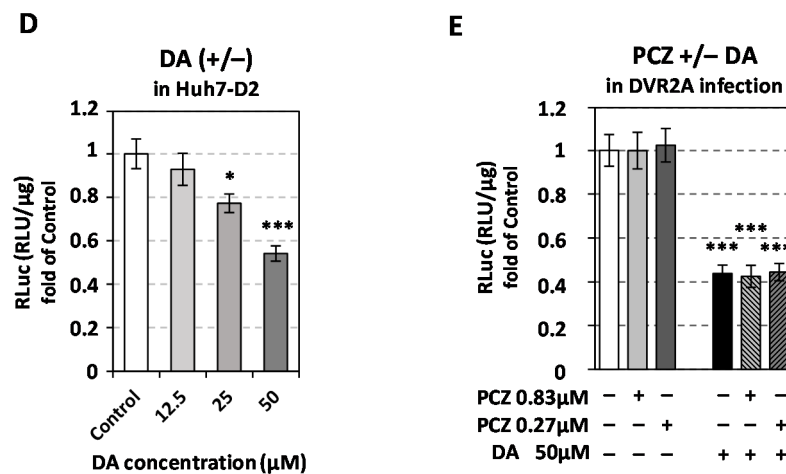 D
DA (+/–)
in Huh7-D2
RLuc (RLU/µg)
fold of Control
1.2
1
0.8
0.6
0.4
0.2
0
*
***
Control
12.5
25
50
DA concentration (µM)
E
PCZ +/– DA
in DVR2A infection
RLuc (RLU/µg)
fold of Control
1.2
1
0.8
0.6
0.4
0.2
0
*** *** ***
PCZ 0.83µM – + – – + –
PCZ 0.27µM – – + – – +
DA 50µM – – – + + +